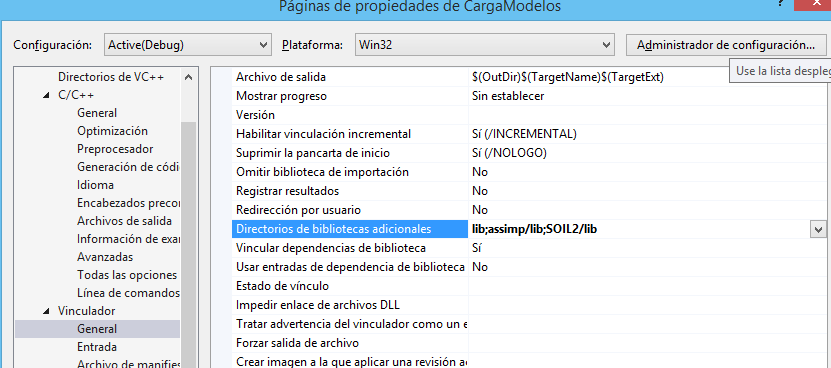 Páginas de propiedades de CargaModelos
Configuración: Active(Debug) Plataforma: Win32 Administrador de configuración...
Use la lista despleg
Directorios de VC++
C/C++
General
Optimización
Preprocesador
Generación de códi
Idioma
Encabezados precor
Archivos de salida
Información de exar
Avanzadas
Todas las opciones
Línea de comandos
Vinculador
General
Entrada
Archivo de manifies
Archivo de salida $(OutDir)$(TargetName)$(TargetExt)
Mostrar progreso Sin establecer
Versión
Habilitar vinculación incremental Sí (/INCREMENTAL)
Suprimir la pancarta de inicio Sí (/NOLOGO)
Omitir biblioteca de importación No
Registrar resultados No
Redirección por usuario No
Directorios de bibliotecas adicionales lib;assimp/lib;SOIL2/lib
Vincular dependencias de biblioteca Sí
Usar entradas de dependencia de biblioteca No
Estado de vínculo
Impedir enlace de archivos DLL
Tratar advertencia del vinculador como un e
Forzar salida de archivo
Crear imagen a la que aplicar una revisión a